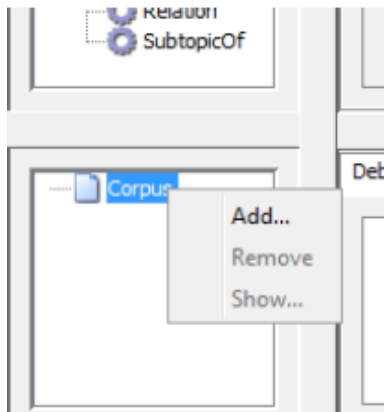 Relation
SubtopicOf
Corpus
Deb
Add...
Remove
Show...